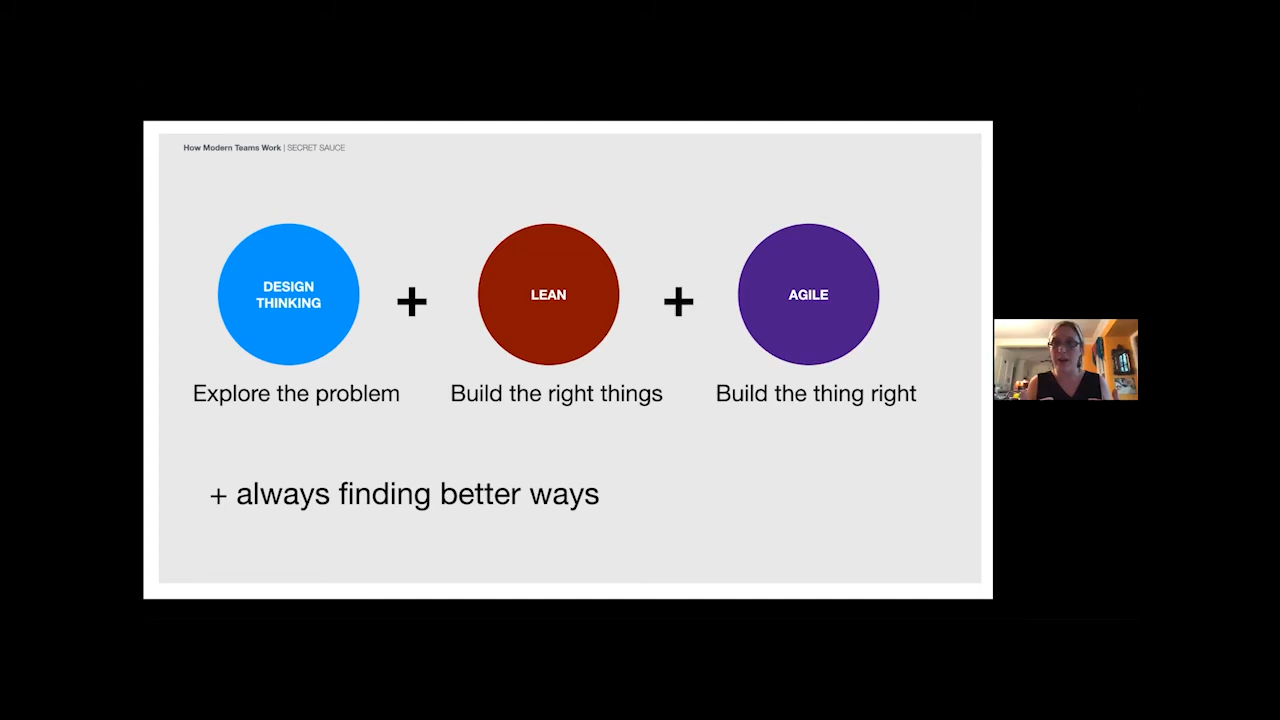 How Modern Teams Work | SECRET SAUCE
DESIGN
THINKING
+
LEAN
+
AGILE
Explore the problem
Build the right things
Build the thing right
+ always finding better ways